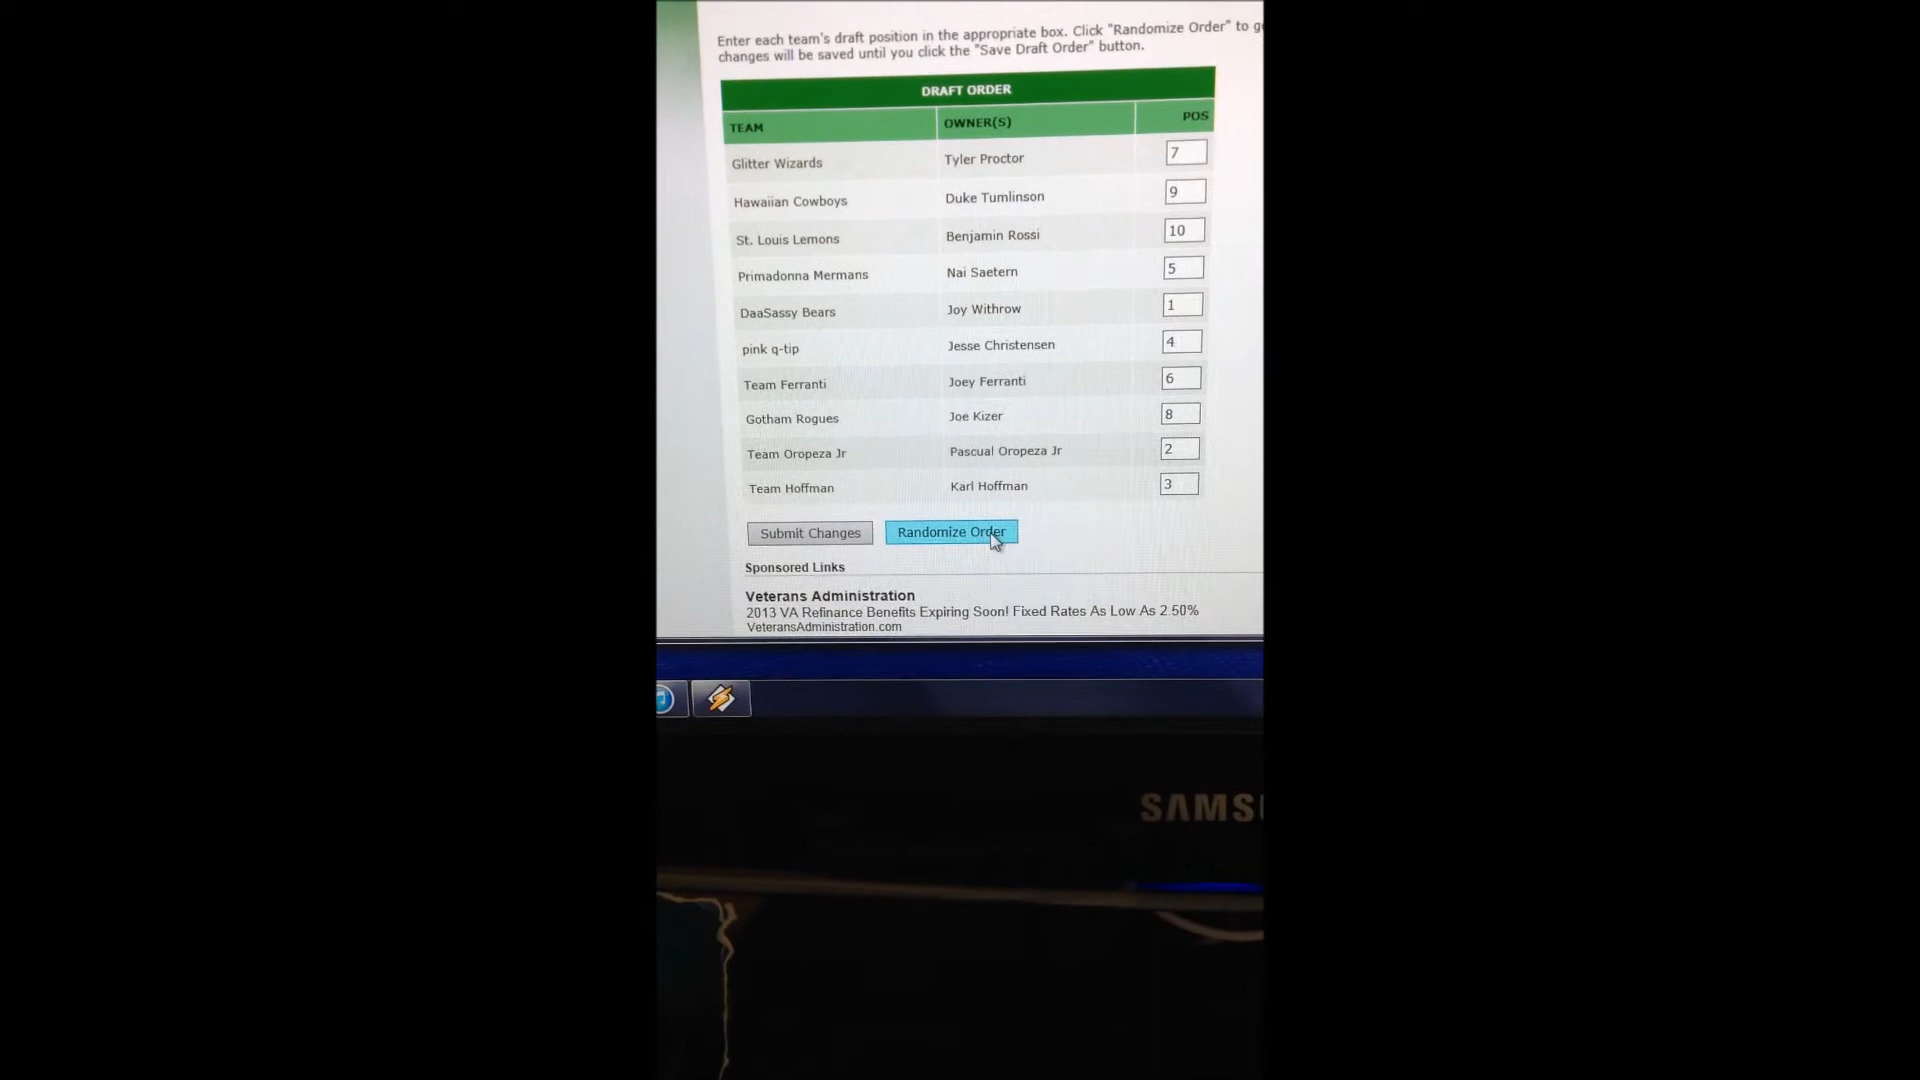 Enter each team's draft position in the appropriate box. Click "Randomize Order" to
changes will be saved until you click the "Save Draft Order" button.
DRAFT ORDER
TEAM OWNER(S) POS
Glitter Wizards Tyler Proctor 7
Hawaiian Cowboys Duke Tumlinson 9
St. Louis Lemons Benjamin Rossi 10
Primadonna Mermans Nai Saetern 5
DaaSassy Bears Joy Withrow 1
pink q-tip Jesse Christensen 4
Team Ferranti Joey Ferranti 6
Gotham Rogues Joe Kizer 8
Team Oropeza Jr Pascual Oropeza Jr 2
Team Hoffman Karl Hoffman 3
Submit Changes Randomize Order
Sponsored Links
Veterans Administration
2013 VA Refinance Benefits Expiring Soon! Fixed Rates As Low As 2.50%
VeteransAdministration.com
SAMS